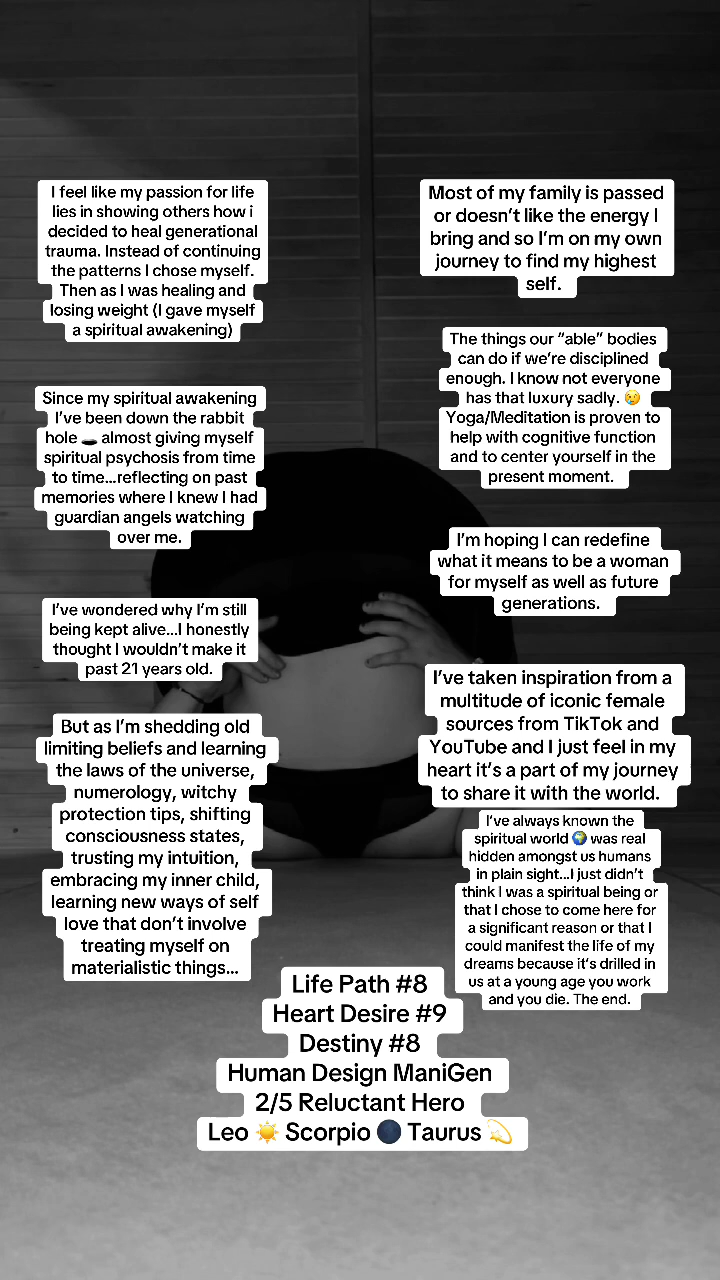 I feel like my passion for life
lies in showing others how i
decided to heal generational
trauma. Instead of continuing
the patterns I chose myself.
Then as I was healing and
losing weight (I gave myself
a spiritual awakening)
Since my spiritual awakening
I've been down the rabbit
hole 🕳️ almost giving myself
spiritual psychosis from time
to time...reflecting on past
memories where I knew I had
guardian angels watching
over me.
I've wondered why I'm still
being kept alive...I honestly
thought I wouldn't make it
past 21 years old.
But as I'm shedding old
limiting beliefs and learning
the laws of the universe,
numerology, witchy
protection tips, shifting
consciousness states,
trusting my intuition,
embracing my inner child,
learning new ways of self
love that don't involve
treating myself on
materialistic things...
Most of my family is passed
or doesn't like the energy I
bring and so I'm on my own
journey to find my highest
self.
The things our "able" bodies
can do if we're disciplined
enough. I know not everyone
has that luxury sadly. 😢
Yoga/Meditation is proven to
help with cognitive function
and to center yourself in the
present moment.
I'm hoping I can redefine
what it means to be a woman
for myself as well as future
generations.
I've taken inspiration from a
multitude of iconic female
sources from TikTok and
YouTube and I just feel in my
heart it's a part of my journey
to share it with the world.
I've always known the
spiritual world 🌍 was real
hidden amongst us humans
in plain sight...I just didn't
think I was a spiritual being or
that I chose to come here for
a significant reason or that I
could manifest the life of my
dreams because it's drilled in
us at a young age you work
and you die. The end.
Life Path #8
Heart Desire #9
Destiny #8
Human Design ManiGen
2/5 Reluctant Hero
Leo ☀️ Scorpio 🌑 Taurus 💫